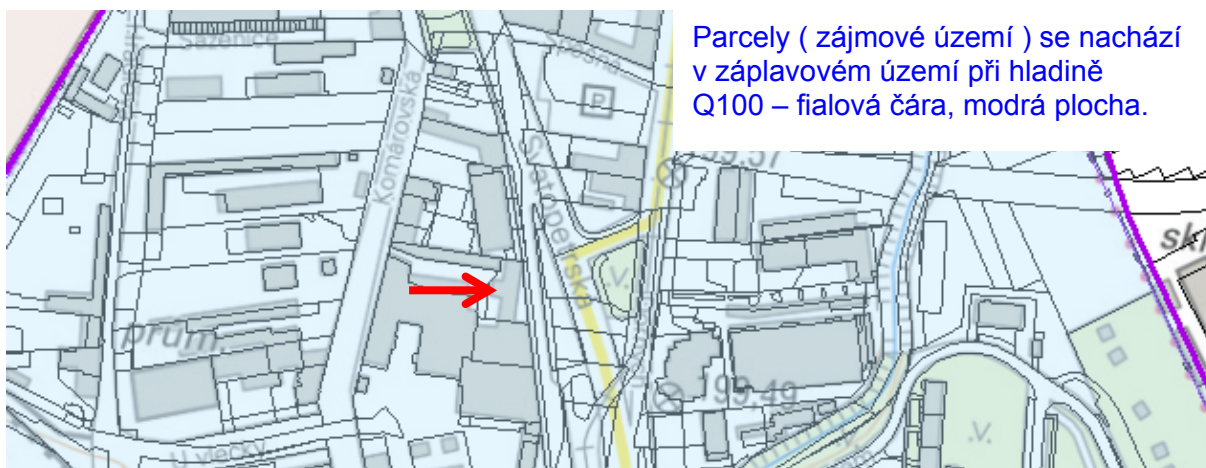 Parcely ( zájmové území ) se nachází
v záplavovém území při hladině
Q100 – fialová čára, modrá plocha.
Sazenice
Komárovská
P
Svatopetrská
199,37
.V.
prům.
199,49
U vlečky
.V.